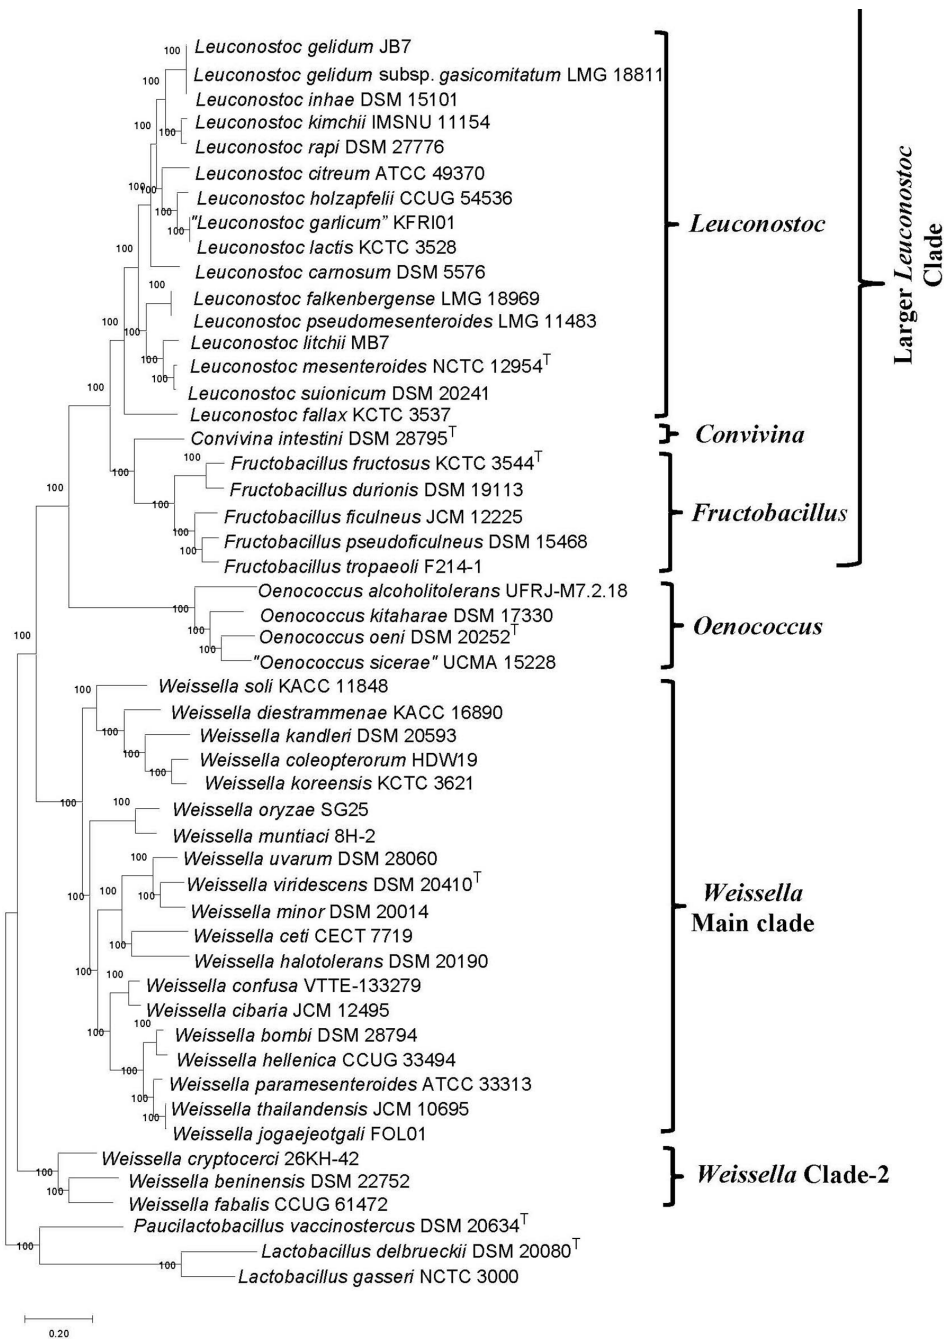 100 Leuconostoc gelidum JB7
100 Leuconostoc gelidum subsp. gasicomitatum LMG 18811
Leuconostoc inhae DSM 15101
100 100 Leuconostoc kimchii IMSNU 11154
Leuconostoc rapi DSM 27776
100 100 Leuconostoc citreum ATCC 49370
100 Leuconostoc holzapfelii CCUG 54536
100 "Leuconostoc garlicum" KFRI01
Leuconostoc lactis KCTC 3528
100 Leuconostoc carnosum DSM 5576
100 Leuconostoc falkenbergense LMG 18969
100 100 Leuconostoc pseudomesenteroides LMG 11483
100 Leuconostoc litchii MB7
100 Leuconostoc mesenteroides NCTC 12954T
100 Leuconostoc suionicum DSM 20241
Leuconostoc fallax KCTC 3537
Leuconostoc
Convivina intestini DSM 28795T
Convivina
100 100 Fructobacillus fructosus KCTC 3544T
100 Fructobacillus durionis DSM 19113
100 Fructobacillus ficulneus JCM 12225
100 Fructobacillus pseudoficulneus DSM 15468
100 Fructobacillus tropaeoli F214-1
Fructobacillus
Larger Leuconostoc
Clade
Oenococcus alcoholitolerans UFRJ-M7.2.18
100 Oenococcus kitaharae DSM 17330
100 100 Oenococcus oeni DSM 20252T
100 "Oenococcus sicerae" UCMA 15228
Oenococcus
100 Weissella soli KACC 11848
Weissella diestrammenae KACC 16890
100 Weissella kandleri DSM 20593
100 Weissella coleopterorum HDW19
100 Weissella koreensis KCTC 3621
100 100 Weissella oryzae SG25
Weissella muntiaci 8H-2
100 Weissella uvarum DSM 28060
100 100 Weissella viridescens DSM 20410T
100 Weissella minor DSM 20014
100 Weissella ceti CECT 7719
100 Weissella halotolerans DSM 20190
100 100 Weissella confusa VTTE-133279
Weissella cibaria JCM 12495
100 100 Weissella bombi DSM 28794
Weissella hellenica CCUG 33494
100 Weissella paramesenteroides ATCC 33313
100 Weissella thailandensis JCM 10695
100 Weissella jogaejeotgali FOL01
Weissella
Main clade
Weissella cryptocerci 26KH-42
100 Weissella beninensis DSM 22752
100 Weissella fabalis CCUG 61472
Weissella Clade-2
Paucilactobacillus vaccinostercus DSM 20634T
100 Lactobacillus delbrueckii DSM 20080T
100 Lactobacillus gasseri NCTC 3000
0.20